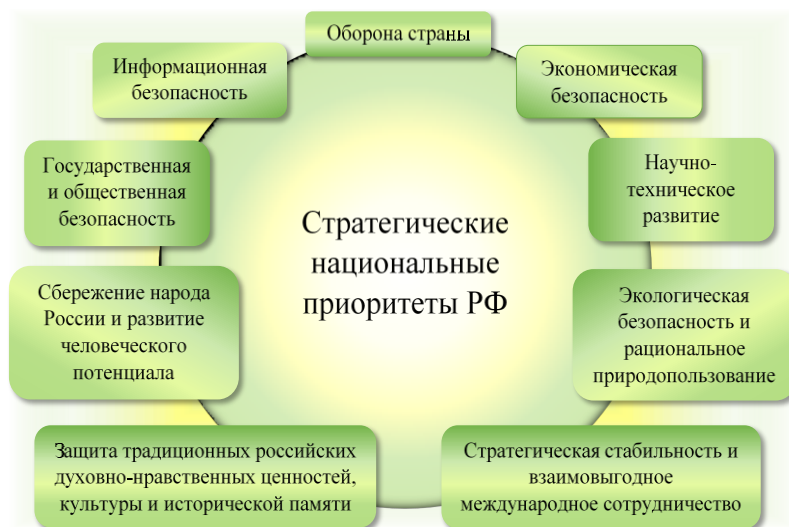 Оборона страны
Информационная
безопасность
Экономическая
безопасность
Государственная
и общественная
безопасность
Научно-
техническое
развитие
Стратегические
национальные
приоритеты РФ
Сбережение народа
России и развитие
человеческого
потенциала
Экологическая
безопасность и
рациональное
природопользование
Защита традиционных российских
духовно-нравственных ценностей,
культуры и исторической памяти
Стратегическая стабильность и
взаимовыгодное
международное сотрудничество